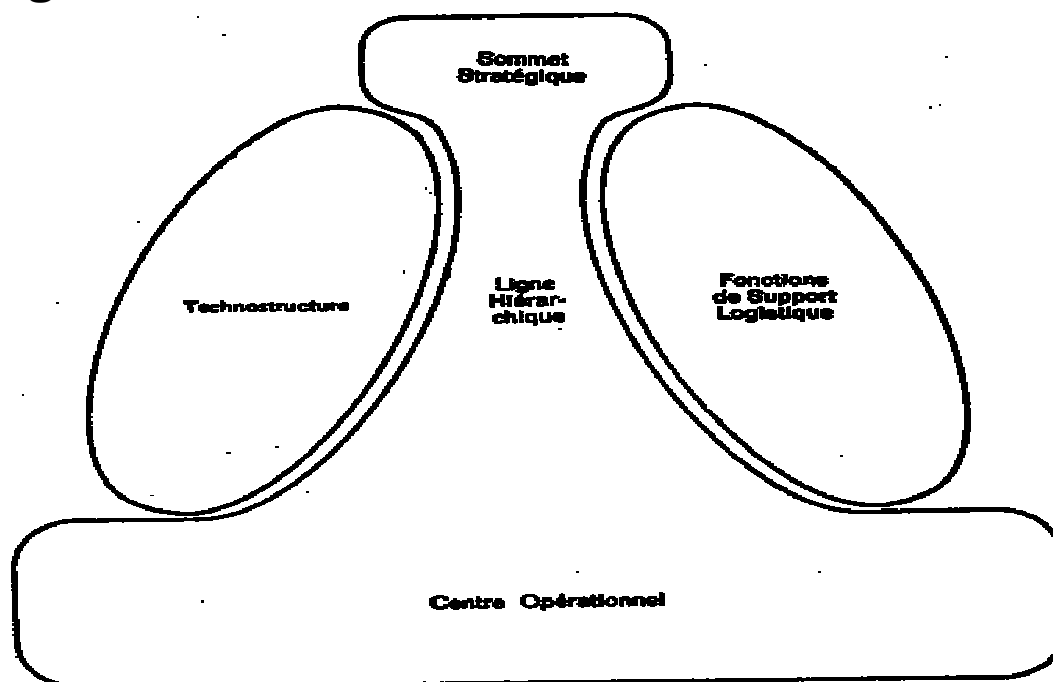 Sommet
Stratégique
Technostructure
Ligne
Hiérar-
chique
Fonctions
de Support
Logistique
Centre Opérationnel